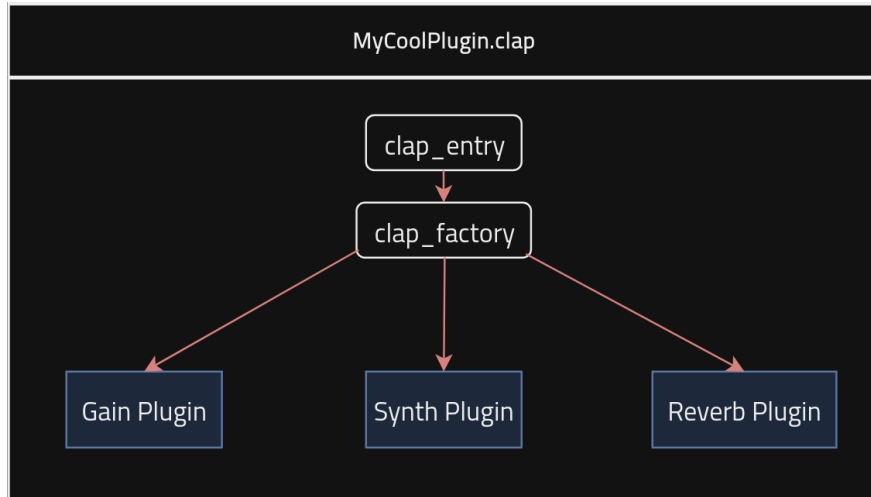 MyCoolPlugin.clap
clap_entry
clap_factory
Gain Plugin
Synth Plugin
Reverb Plugin